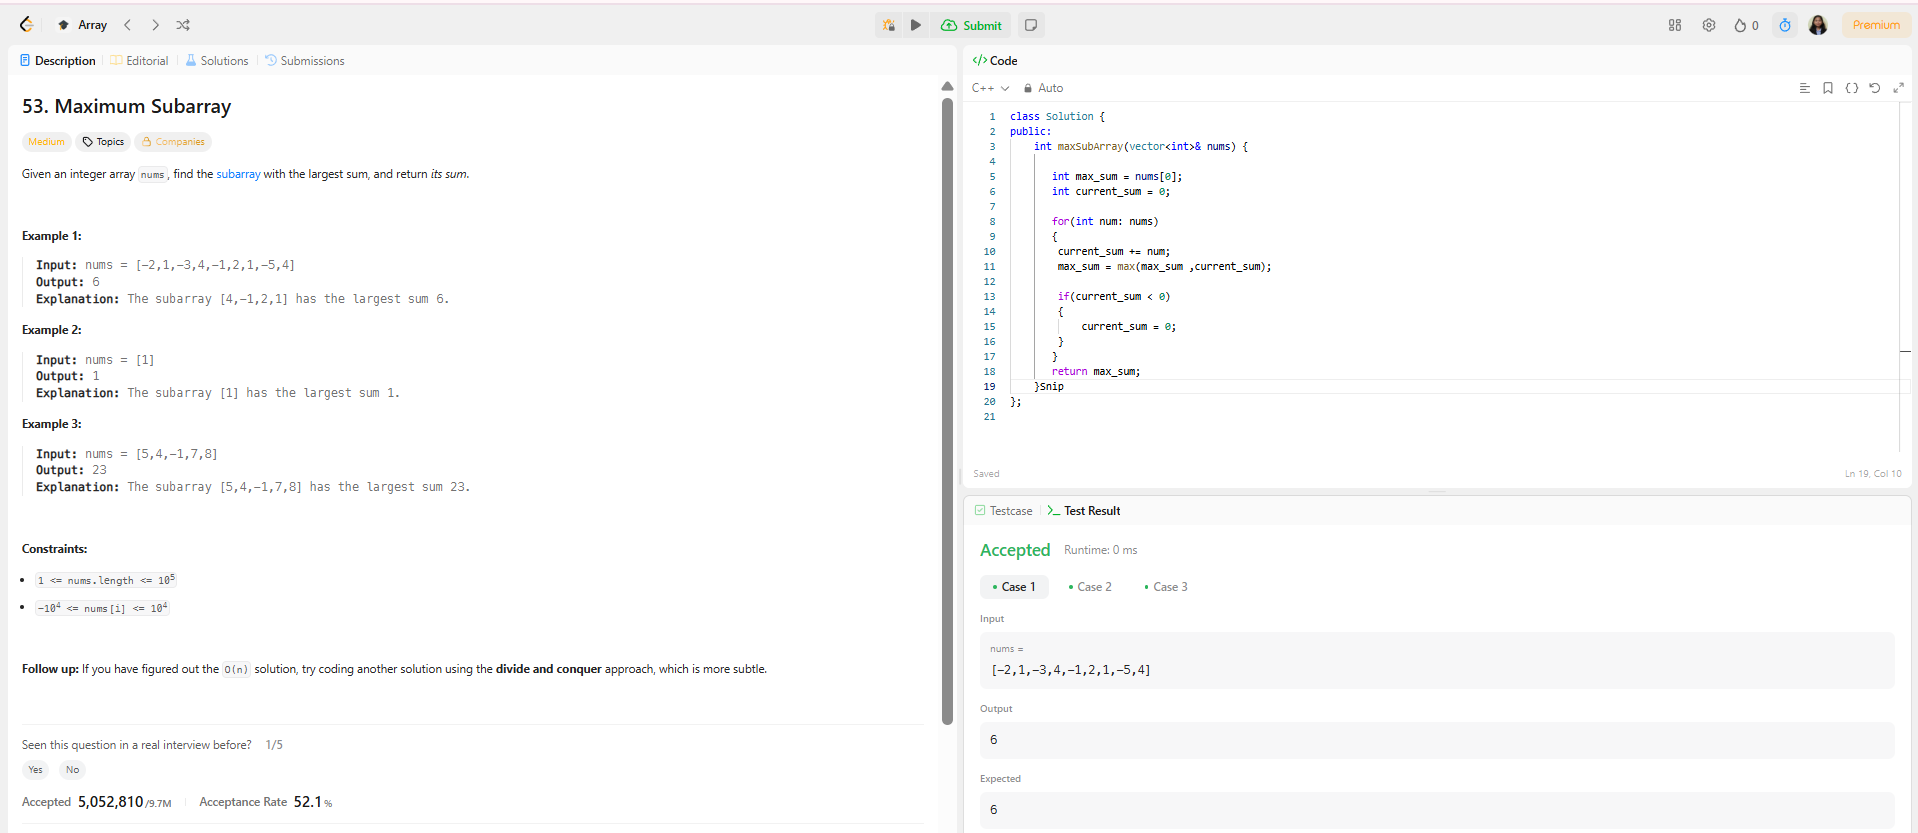 Array
Submit
0
Premium
Description
Editorial
Solutions
Submissions
53. Maximum Subarray
Medium
Topics
Companies
Given an integer array nums, find the subarray with the largest sum, and return its sum.
Example 1:
Input: nums = [-2,1,-3,4,-1,2,1,-5,4]
Output: 6
Explanation: The subarray [4,-1,2,1] has the largest sum 6.
Example 2:
Input: nums = [1]
Output: 1
Explanation: The subarray [1] has the largest sum 1.
Example 3:
Input: nums = [5,4,-1,7,8]
Output: 23
Explanation: The subarray [5,4,-1,7,8] has the largest sum 23.
Constraints:
• 1 <= nums.length <= 10⁵
• -10⁴ <= nums[i] <= 10⁴
Follow up: If you have figured out the O(n) solution, try coding another solution using the divide and conquer approach, which is more subtle.
Seen this question in a real interview before? 1/5
Yes
No
Accepted 5,052,810/9.7M
Acceptance Rate 52.1%
</> Code
C++
Auto
1 class Solution {
2 public:
3 int maxSubArray(vector<int>& nums) {
4
5 int max_sum = nums[0];
6 int current_sum = 0;
7
8 for(int num: nums)
9 {
10 current_sum += num;
11 max_sum = max(max_sum ,current_sum);
12
13 if(current_sum < 0)
14 {
15 current_sum = 0;
16 }
17 }
18 return max_sum;
19 }Snip
20 };
21
Saved
Ln 19, Col 10
Testcase
Test Result
Accepted
Runtime: 0 ms
• Case 1
• Case 2
• Case 3
Input
nums =
[-2,1,-3,4,-1,2,1,-5,4]
Output
6
Expected
6